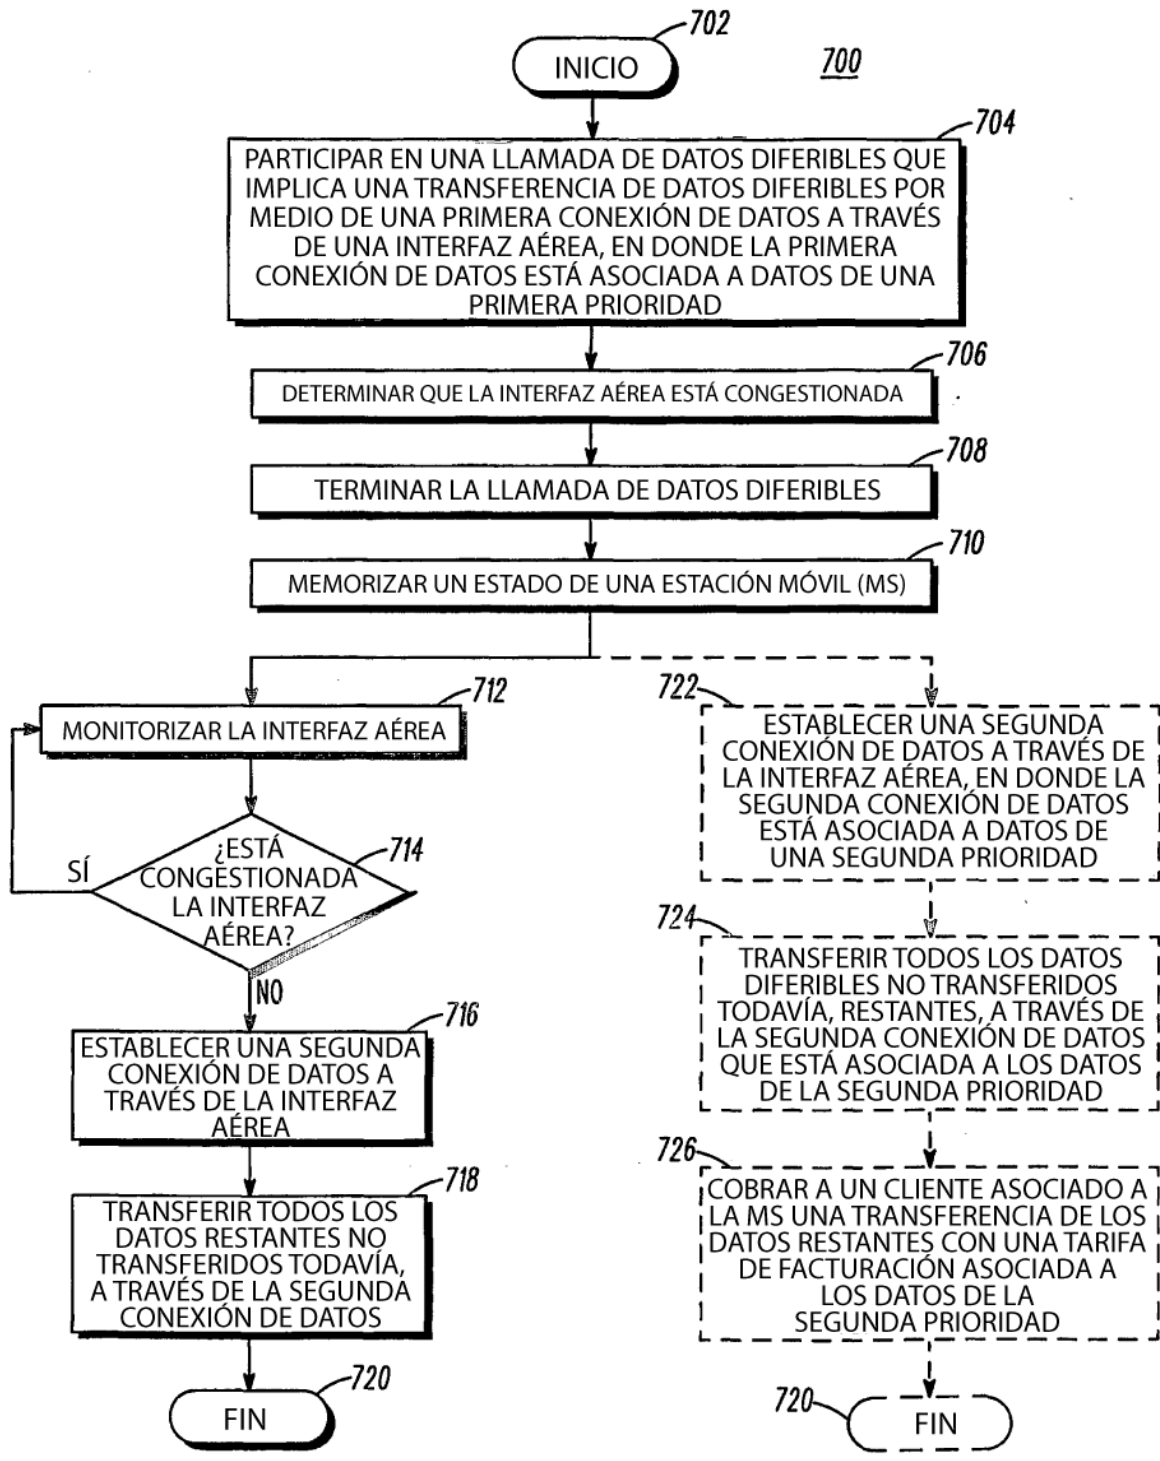 702
INICIO
700
704
PARTICIPAR EN UNA LLAMADA DE DATOS DIFERIBLES QUE
IMPLICA UNA TRANSFERENCIA DE DATOS DIFERIBLES POR
MEDIO DE UNA PRIMERA CONEXIÓN DE DATOS A TRAVÉS
DE UNA INTERFAZ AÉREA, EN DONDE LA PRIMERA
CONEXIÓN DE DATOS ESTÁ ASOCIADA A DATOS DE UNA
PRIMERA PRIORIDAD
706
DETERMINAR QUE LA INTERFAZ AÉREA ESTÁ CONGESTIONADA
708
TERMINAR LA LLAMADA DE DATOS DIFERIBLES
710
MEMORIZAR UN ESTADO DE UNA ESTACIÓN MÓVIL (MS)
712
MONITORIZAR LA INTERFAZ AÉREA
714
¿ESTÁ
CONGESTIONADA
LA INTERFAZ
AÉREA?
SÍ
NO
716
ESTABLECER UNA SEGUNDA
CONEXIÓN DE DATOS A
TRAVÉS DE LA INTERFAZ
AÉREA
718
TRANSFERIR TODOS LOS
DATOS RESTANTES NO
TRANSFERIDOS TODAVÍA,
A TRAVÉS DE LA SEGUNDA
CONEXIÓN DE DATOS
720
FIN
722
ESTABLECER UNA SEGUNDA
CONEXIÓN DE DATOS A TRAVÉS DE
LA INTERFAZ AÉREA, EN DONDE LA
SEGUNDA CONEXIÓN DE DATOS
ESTÁ ASOCIADA A DATOS DE
UNA SEGUNDA PRIORIDAD
724
TRANSFERIR TODOS LOS DATOS
DIFERIBLES NO TRANSFERIDOS
TODAVÍA, RESTANTES, A TRAVÉS DE
LA SEGUNDA CONEXIÓN DE DATOS
QUE ESTÁ ASOCIADA A LOS DATOS
DE LA SEGUNDA PRIORIDAD
726
COBRAR A UN CLIENTE ASOCIADO A
LA MS UNA TRANSFERENCIA DE LOS
DATOS RESTANTES CON UNA TARIFA
DE FACTURACIÓN ASOCIADA A
LOS DATOS DE LA
SEGUNDA PRIORIDAD
720
FIN